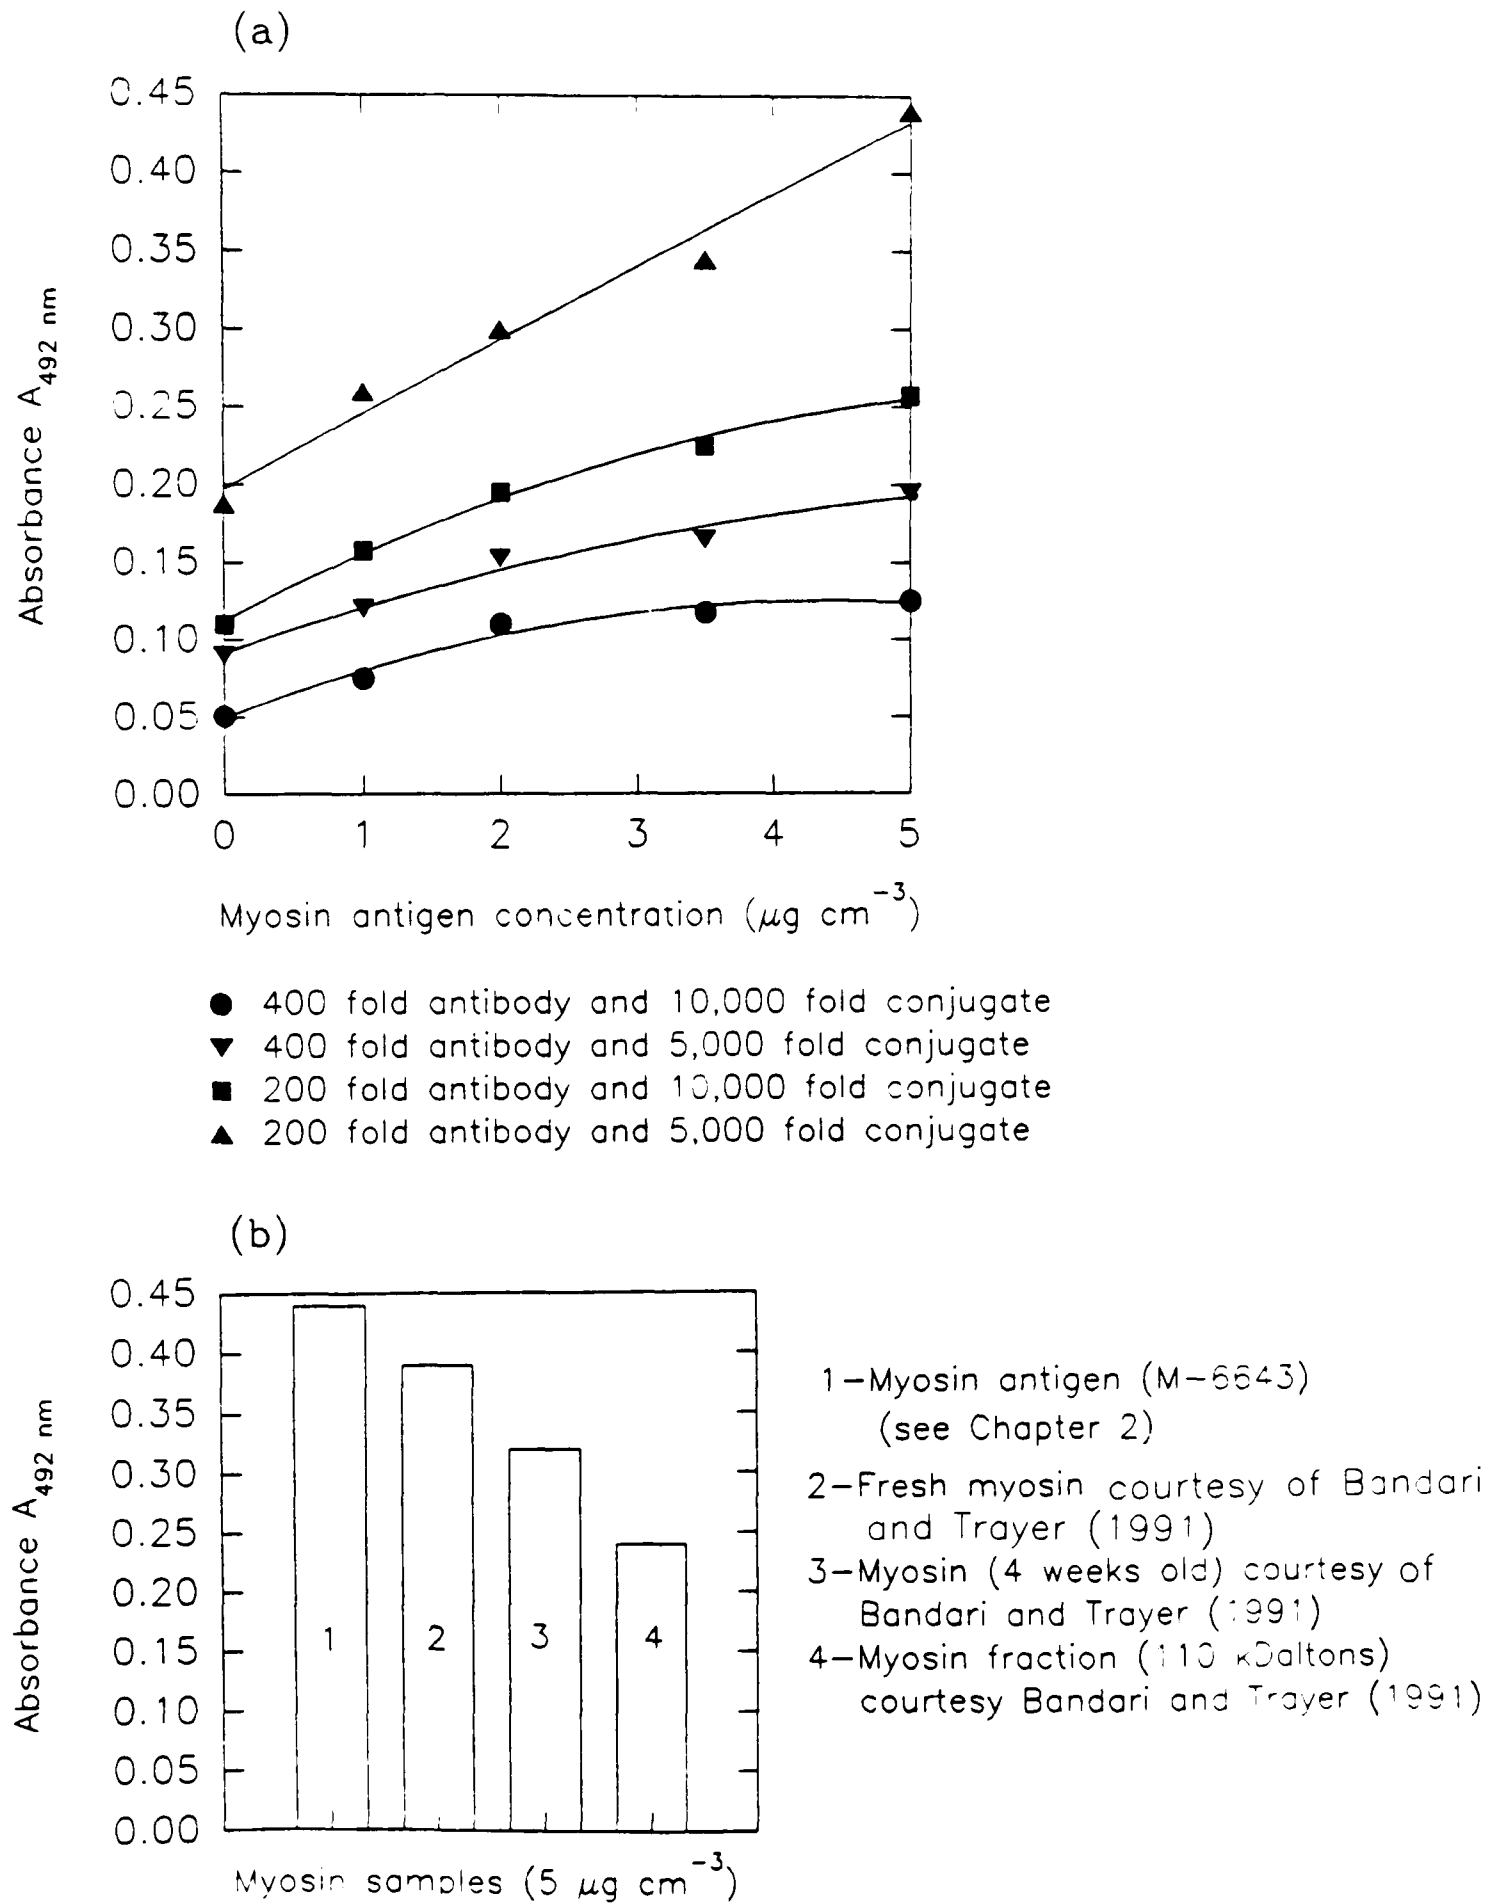 (a)
0.45
0.40
0.35
0.30
0.25
0.20
0.15
0.10
0.05
0.00
Absorbance A492 nm
0 1 2 3 4 5
Myosin antigen concentration (μg cm⁻³)
● 400 fold antibody and 10,000 fold conjugate
▼ 400 fold antibody and 5,000 fold conjugate
■ 200 fold antibody and 10,000 fold conjugate
▲ 200 fold antibody and 5,000 fold conjugate
(b)
0.45
0.40
0.35
0.30
0.25
0.20
0.15
0.10
0.05
0.00
Absorbance A492 nm
1 2 3 4
Myosin samples (5 μg cm⁻³)
1–Myosin antigen (M–6643)
(see Chapter 2)
2–Fresh myosin courtesy of Bandari
and Trayer (1991)
3–Myosin (4 weeks old) courtesy of
Bandari and Trayer (1991)
4–Myosin fraction (110 kDaltons)
courtesy Bandari and Trayer (1991)